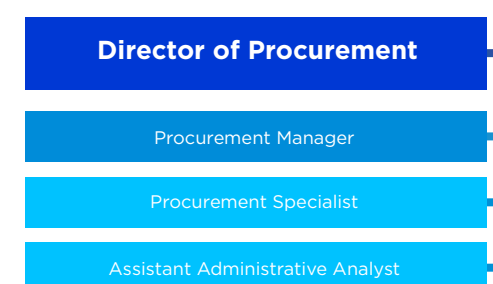 Director of Procurement
Procurement Manager
Procurement Specialist
Assistant Administrative Analyst